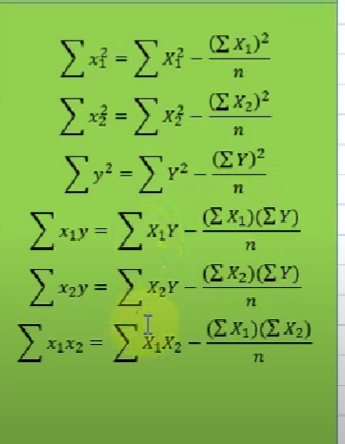 ∑ x₁² = ∑ X₁² − (∑ X₁)² / n
∑ x₂² = ∑ X₂² − (∑ X₂)² / n
∑ y² = ∑ Y² − (∑ Y)² / n
∑ x₁y = ∑ X₁Y − (∑ X₁)(∑ Y) / n
∑ x₂y = ∑ X₂Y − (∑ X₂)(∑ Y) / n
∑ x₁x₂ = ∑ X₁X₂ − (∑ X₁)(∑ X₂) / n